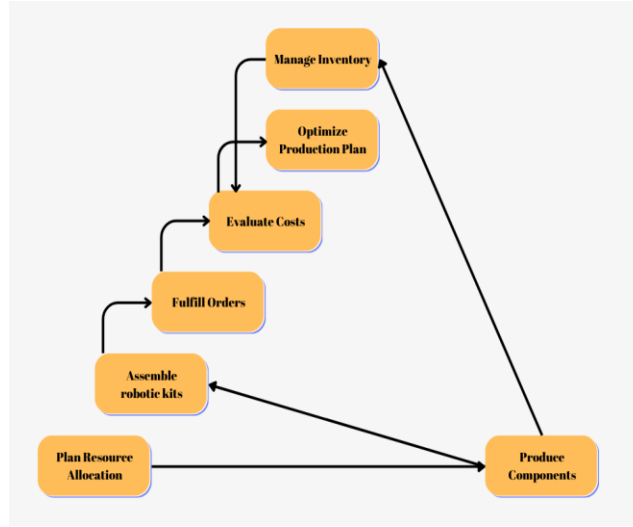 Manage Inventory
Optimize
Production Plan
Evaluate Costs
Fulfill Orders
Assemble
robotic kits
Plan Resource
Allocation
Produce
Components